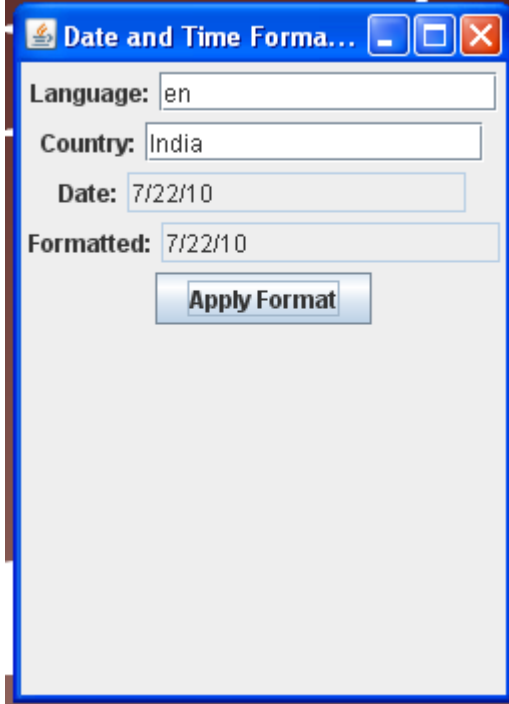 Date and Time Forma...
Language: en
Country: India
Date: 7/22/10
Formatted: 7/22/10
Apply Format